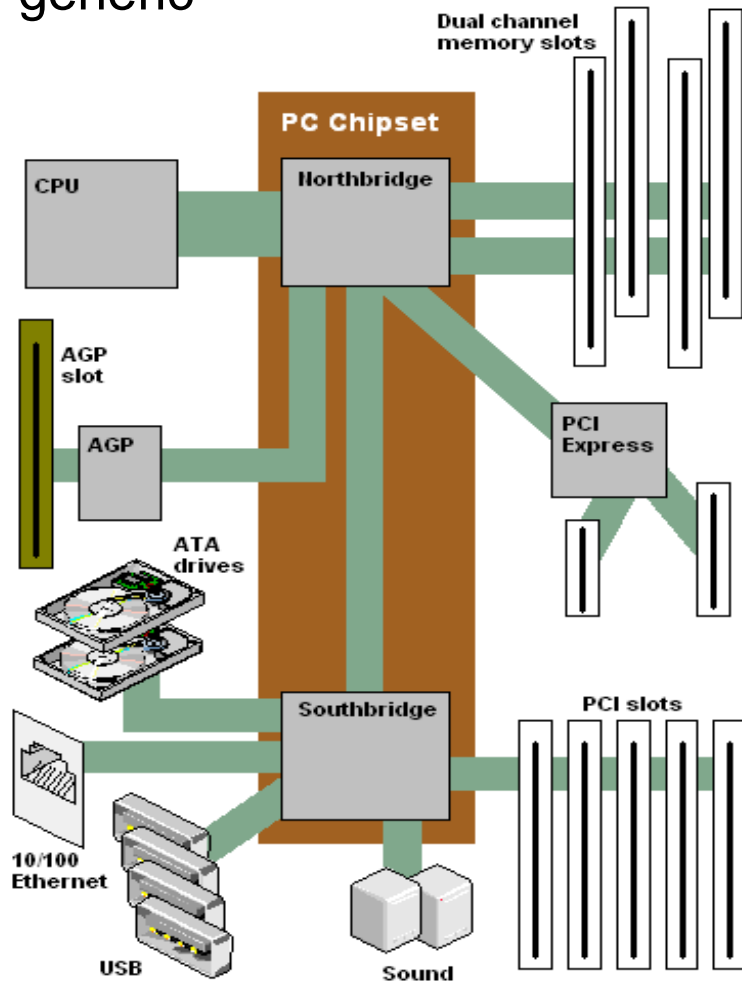 generic
Dual channel
memory slots
PC Chipset
CPU
Northbridge
AGP
slot
AGP
PCI
Express
ATA
drives
Southbridge
PCI slots
10/100
Ethernet
USB
Sound